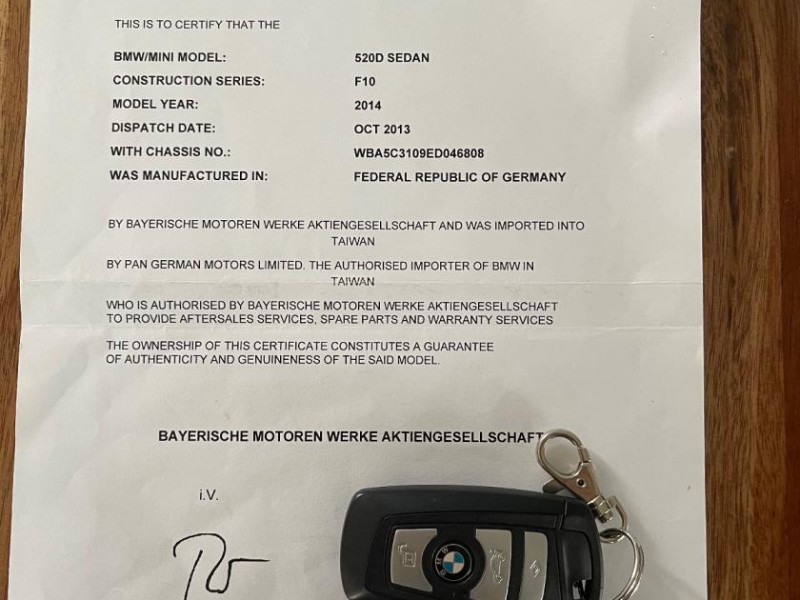 THIS IS TO CERTIFY THAT THE
BMW/MINI MODEL: 520D SEDAN
CONSTRUCTION SERIES: F10
MODEL YEAR: 2014
DISPATCH DATE: OCT 2013
WITH CHASSIS NO.: WBA5C3109ED046808
WAS MANUFACTURED IN: FEDERAL REPUBLIC OF GERMANY
BY BAYERISCHE MOTOREN WERKE AKTIENGESELLSCHAFT AND WAS IMPORTED INTO
TAIWAN
BY PAN GERMAN MOTORS LIMITED. THE AUTHORISED IMPORTER OF BMW IN
TAIWAN
WHO IS AUTHORISED BY BAYERISCHE MOTOREN WERKE AKTIENGESELLSCHAFT
TO PROVIDE AFTERSALES SERVICES, SPARE PARTS AND WARRANTY SERVICES
THE OWNERSHIP OF THIS CERTIFICATE CONSTITUTES A GUARANTEE
OF AUTHENTICITY AND GENUINENESS OF THE SAID MODEL.
BAYERISCHE MOTOREN WERKE AKTIENGESELLSCHAFT
i.V.
BMW